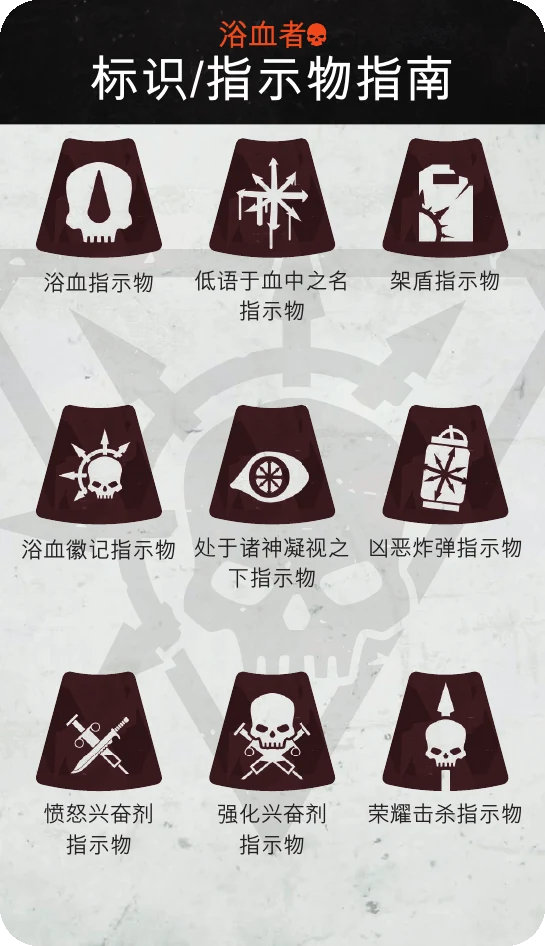 浴血者
标识/指示物指南
浴血指示物
低语于血中之名
指示物
架盾指示物
浴血徽记指示物
处于诸神凝视之
下指示物
凶恶炸弹指示物
愤怒兴奋剂
指示物
强化兴奋剂
指示物
荣耀击杀指示物